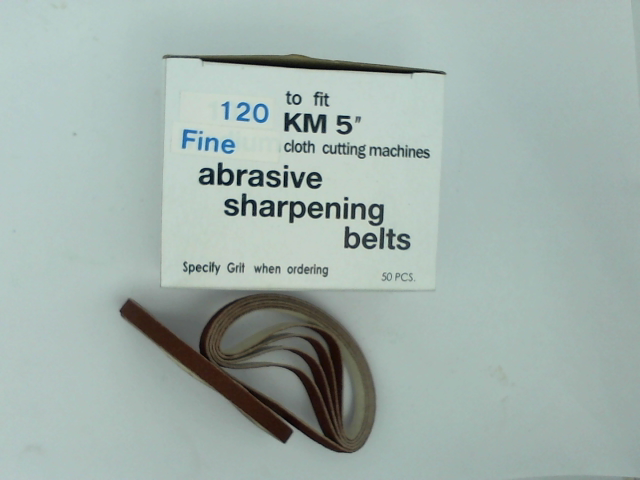 to fit
120 KM 5"
Fine cloth cutting machines
abrasive
sharpening
belts
Specify Grit when ordering
50 PCS.